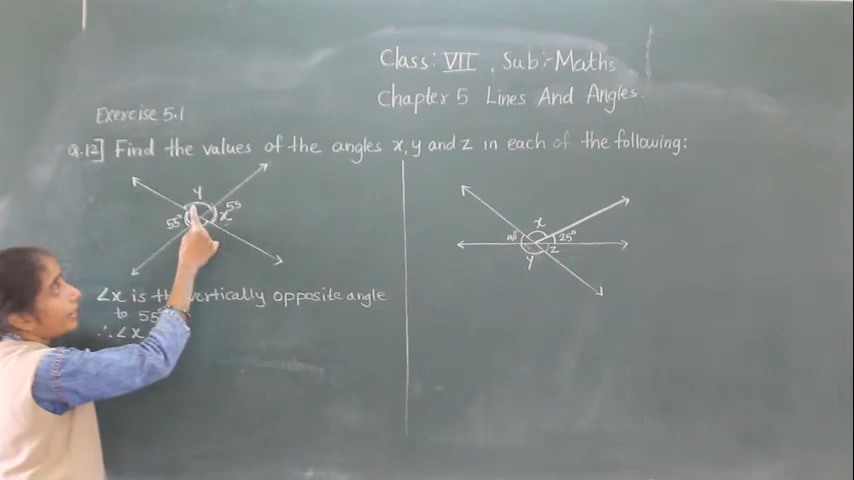 Class: VII, Sub:- Maths
Chapter 5 Lines And Angles.
Exercise 5.1
Q.12] Find the values of the angles x, y and z in each of the following:
y
55
55° x
x
25°
z
y
∠x is the vertically opposite angle
to 55
∴ ∠x